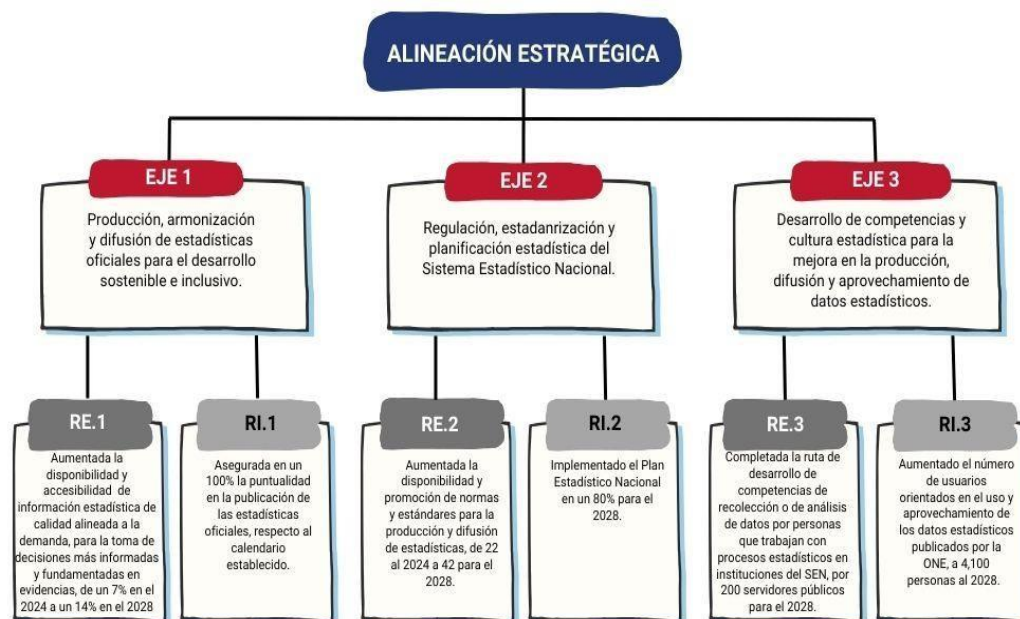 ALINEACIÓN ESTRATÉGICA
EJE 1
Producción, armonización
y difusión de estadísticas
oficiales para el desarrollo
sostenible e inclusivo.
EJE 2
Regulación, estadanrización y
planificación estadística del
Sistema Estadístico Nacional.
EJE 3
Desarrollo de competencias y
cultura estadística para la
mejora en la producción,
difusión y aprovechamiento de
datos estadísticos.
RE.1
Aumentada la
disponibilidad y
accesibilidad de
información estadística de
calidad alineada a la
demanda, para la toma de
decisiones más informadas
y fundamentadas en
evidencias, de un 7% en el
2024 a un 14% en el 2028
RI.1
Asegurada en un
100% la puntualidad
en la publicación de
las estadísticas
oficiales, respecto al
calendario
establecido.
RE.2
Aumentada la
disponibilidad y
promoción de normas
y estándares para la
producción y difusión
de estadísticas, de 22
al 2024 a 42 para el
2028.
RI.2
Implementado el Plan
Estadístico Nacional
en un 80% para el
2028.
RE.3
Completada la ruta de
desarrollo de
competencias de
recolección o de análisis
de datos por personas
que trabajan con
procesos estadísticos en
instituciones del SEN, por
200 servidores públicos
para el 2028.
RI.3
Aumentado el número
de usuarios
orientados en el uso y
aprovechamiento de
los datos estadísticos
publicados por la
ONE, a 4,100
personas al 2028.